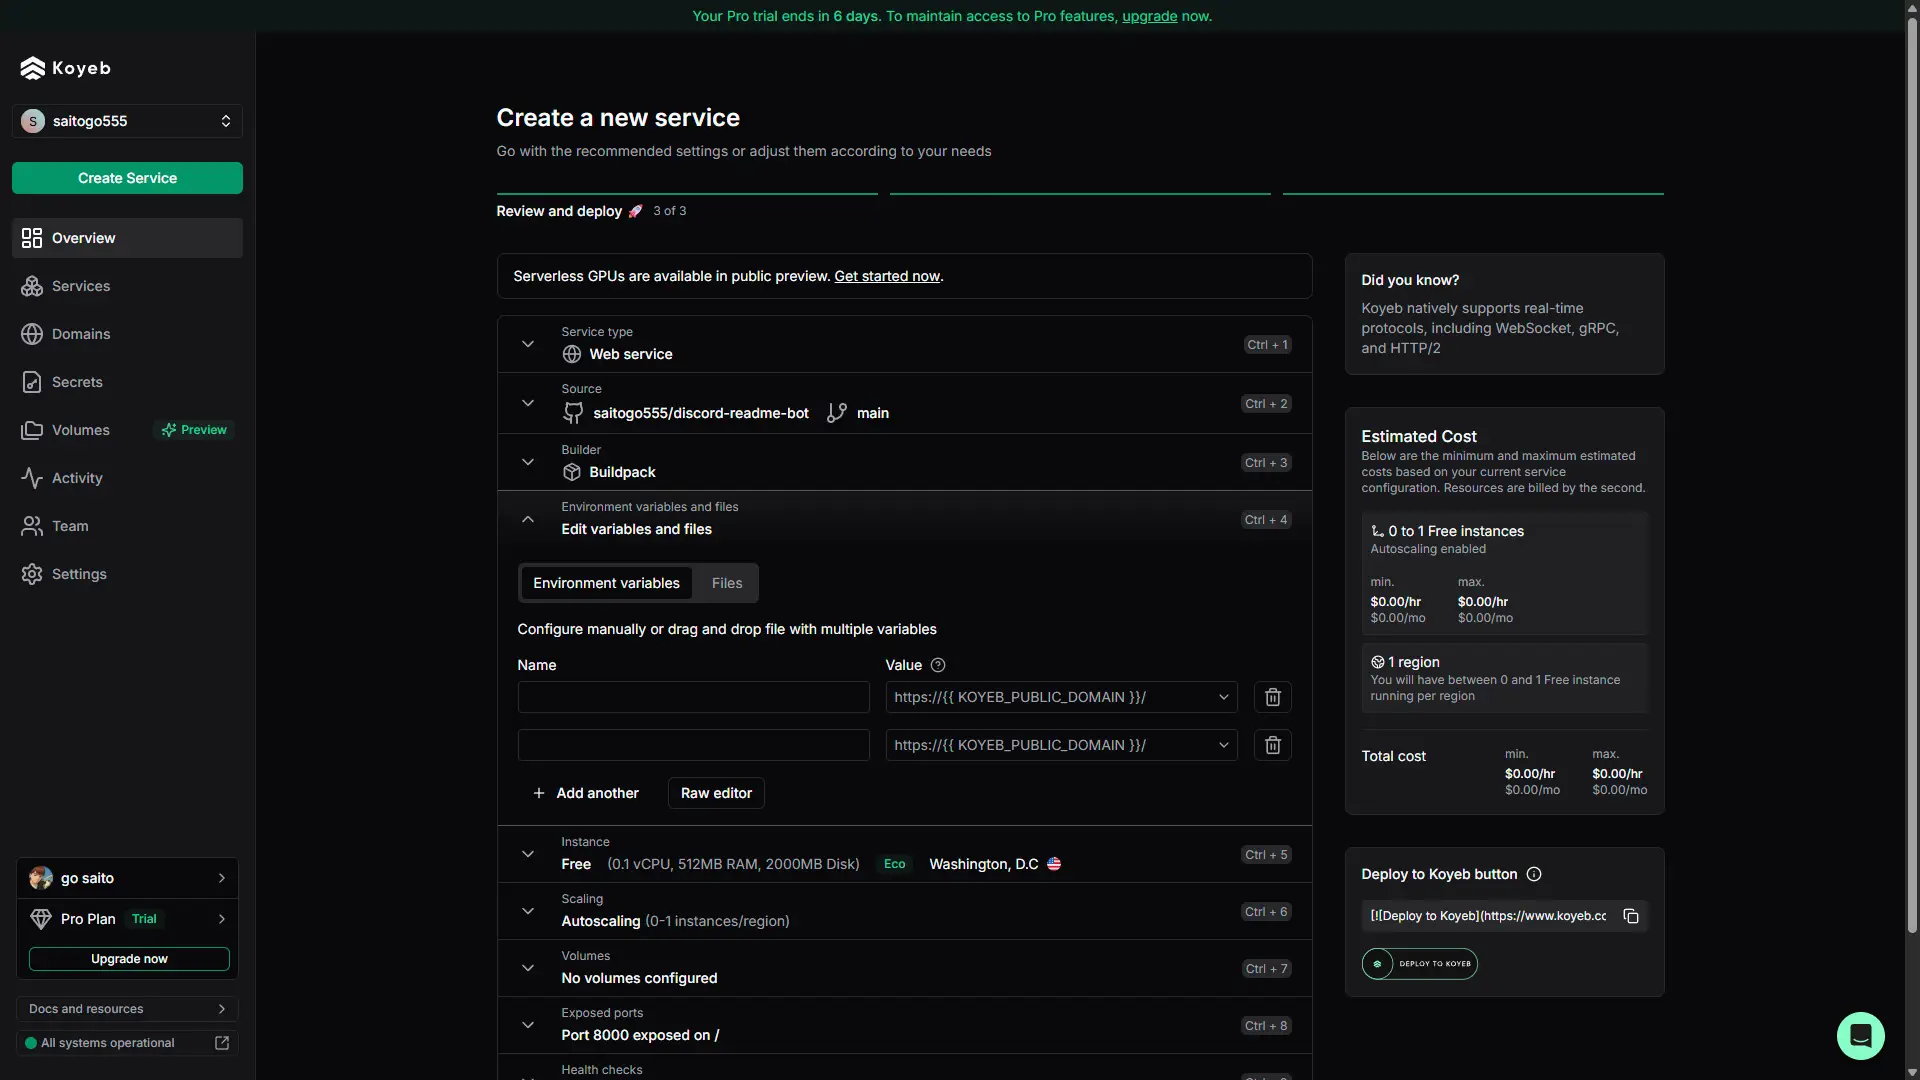 Your Pro trial ends in 6 days. To maintain access to Pro features, upgrade now.
Koyeb
S saitogo555
Create Service
Overview
Services
Domains
Secrets
Volumes Preview
Activity
Team
Settings
go saito
Pro Plan Trial
Upgrade now
Docs and resources
All systems operational
Create a new service
Go with the recommended settings or adjust them according to your needs
Review and deploy 🚀 3 of 3
Serverless GPUs are available in public preview. Get started now.
Service type
Web service
Ctrl + 1
Source
saitogo555/discord-readme-bot main
Ctrl + 2
Builder
Buildpack
Ctrl + 3
Environment variables and files
Edit variables and files
Ctrl + 4
Environment variables Files
Configure manually or drag and drop file with multiple variables
Name Value
https://{{ KOYEB_PUBLIC_DOMAIN }}/
https://{{ KOYEB_PUBLIC_DOMAIN }}/
+ Add another Raw editor
Instance
Free (0.1 vCPU, 512MB RAM, 2000MB Disk) Eco Washington, D.C 🇺🇸
Ctrl + 5
Scaling
Autoscaling (0-1 instances/region)
Ctrl + 6
Volumes
No volumes configured
Ctrl + 7
Exposed ports
Port 8000 exposed on /
Ctrl + 8
Health checks
Did you know?
Koyeb natively supports real-time
protocols, including WebSocket, gRPC,
and HTTP/2
Estimated Cost
Below are the minimum and maximum estimated
costs based on your current service
configuration. Resources are billed by the second.
0 to 1 Free instances
Autoscaling enabled
min. max.
$0.00/hr $0.00/hr
$0.00/mo $0.00/mo
1 region
You will have between 0 and 1 Free instance
running per region
Total cost min. max.
$0.00/hr $0.00/hr
$0.00/mo $0.00/mo
Deploy to Koyeb button
[![Deploy to Koyeb](https://www.koyeb.cc
DEPLOY TO KOYEB